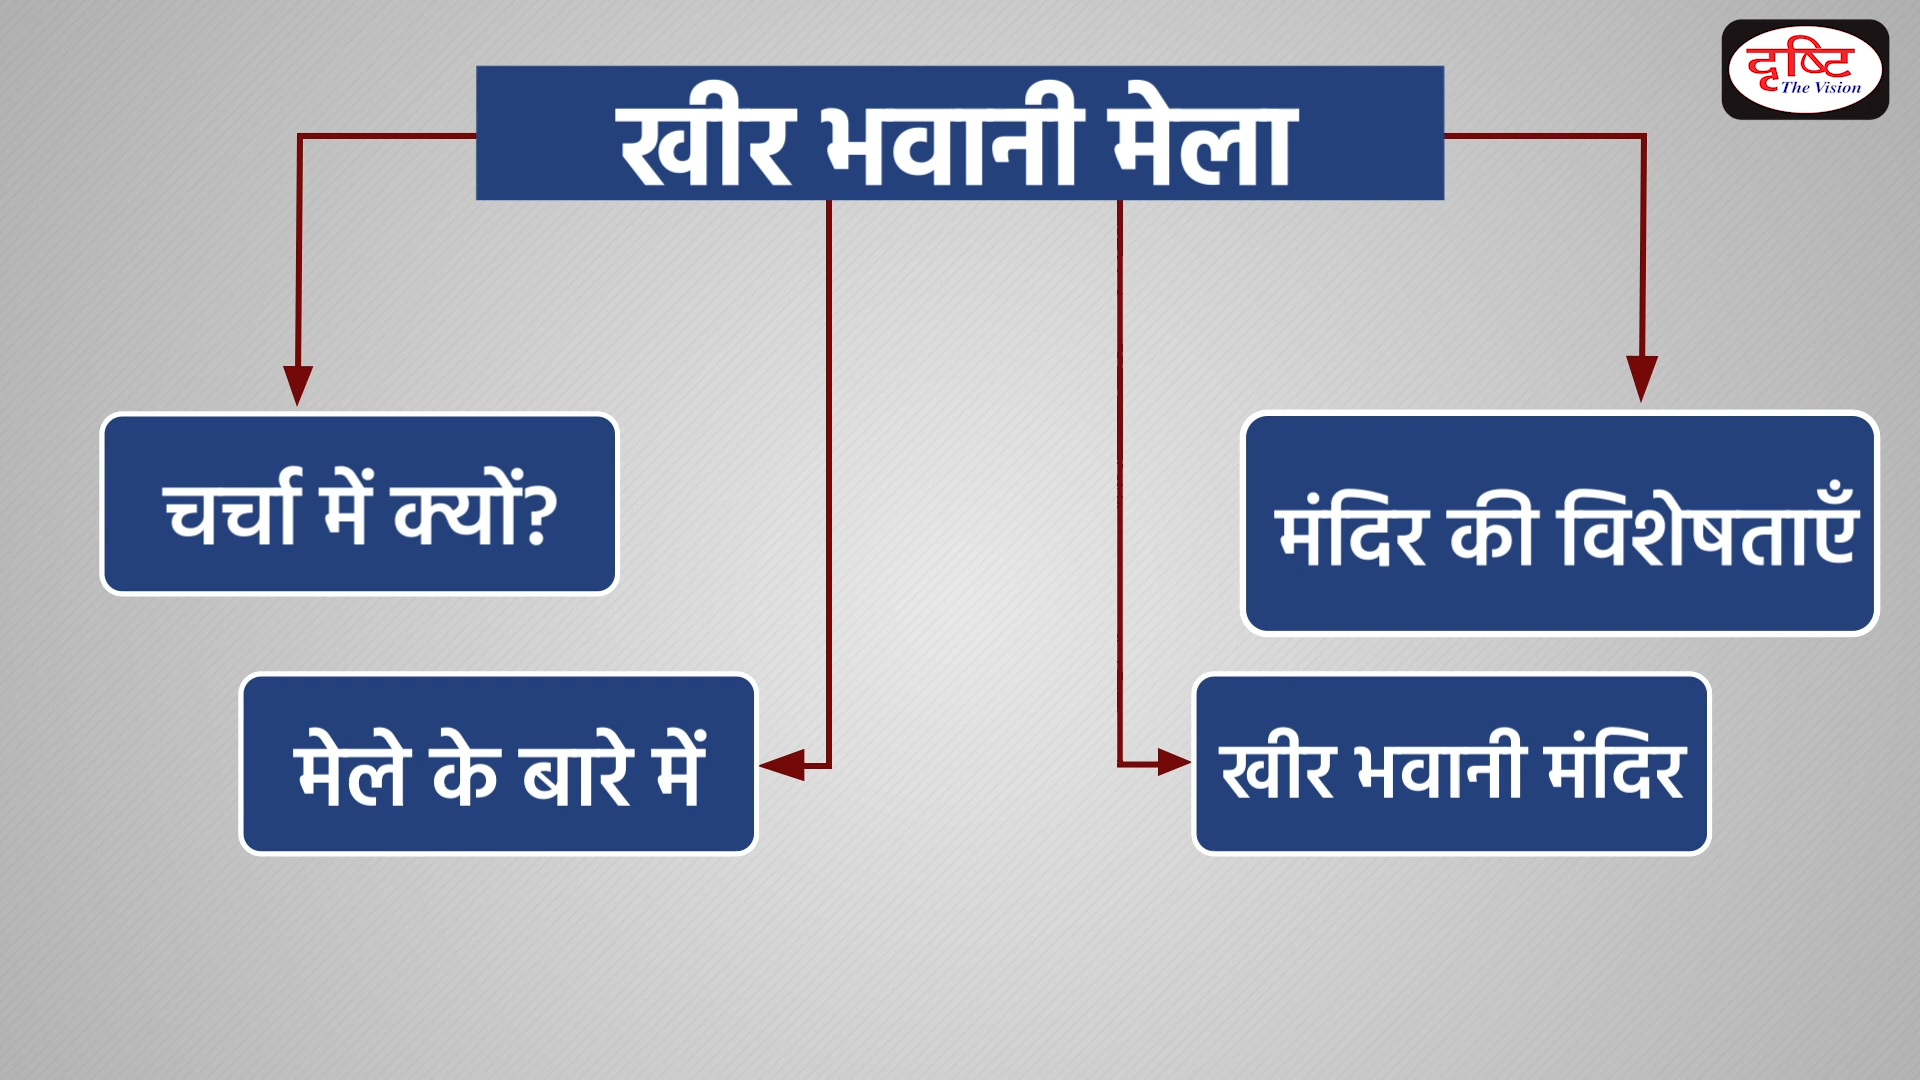 दृष्टि
The Vision
खीर भवानी मेला
चर्चा में क्यों?
मंदिर की विशेषताएँ
मेले के बारे में
खीर भवानी मंदिर